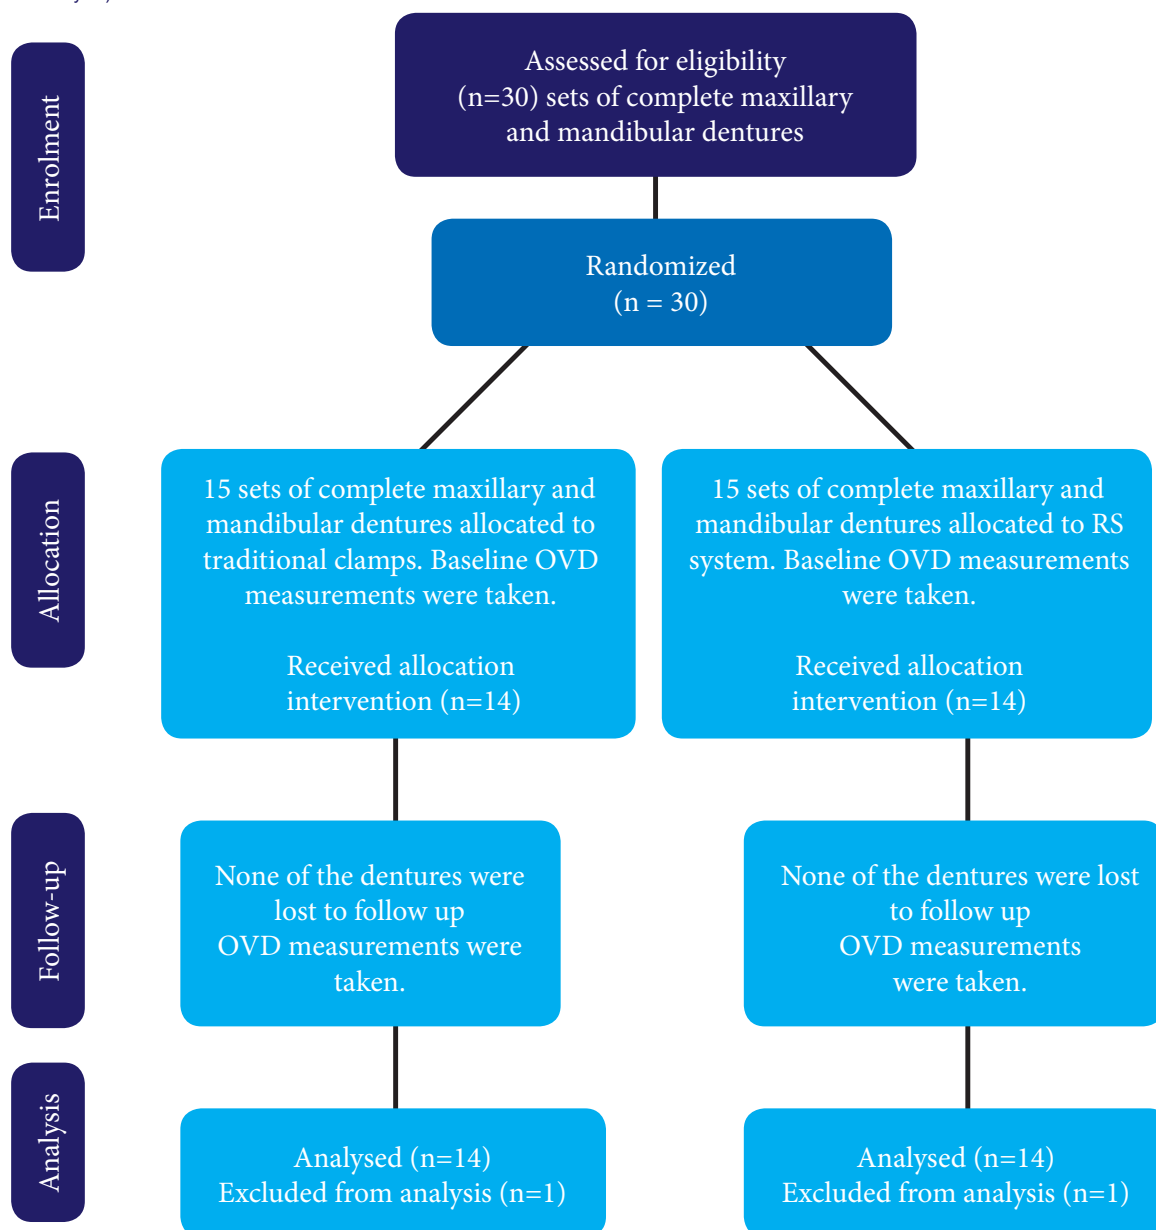 Enrolment
Assessed for eligibility
(n=30) sets of complete maxillary
and mandibular dentures
Randomized
(n = 30)
Allocation
15 sets of complete maxillary and
mandibular dentures allocated to
traditional clamps. Baseline OVD
measurements were taken.
Received allocation
intervention (n=14)
15 sets of complete maxillary and
mandibular dentures allocated to RS
system. Baseline OVD measurements
were taken.
Received allocation
intervention (n=14)
Follow-up
None of the dentures were
lost to follow up
OVD measurements were
taken.
None of the dentures were lost
to follow up
OVD measurements
were taken.
Analysis
Analysed (n=14)
Excluded from analysis (n=1)
Analysed (n=14)
Excluded from analysis (n=1)